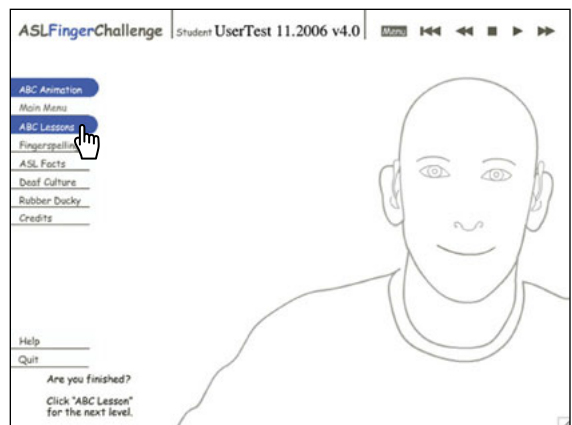 ASLFingerChallenge Student UserTest 11.2006 v4.0 Menu
ABC Animation
Main Menu
ABC Lessons
Fingerspelling
ASL Facts
Deaf Culture
Rubber Ducky
Credits
Help
Quit
Are you finished?
Click "ABC Lesson"
for the next level.